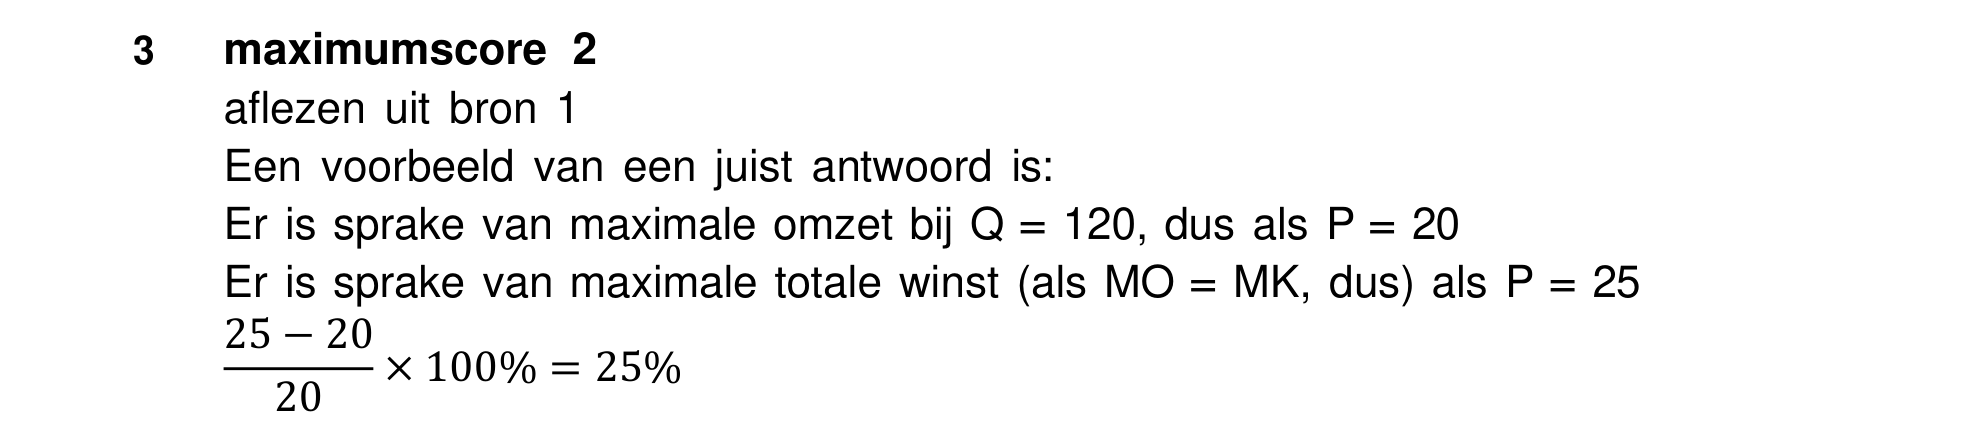 3 maximumscore 2
aflezen uit bron 1
Een voorbeeld van een juist antwoord is:
Er is sprake van maximale omzet bij Q = 120, dus als P = 20
Er is sprake van maximale totale winst (als MO = MK, dus) als P = 25
25 − 20
× 100% = 25%
20